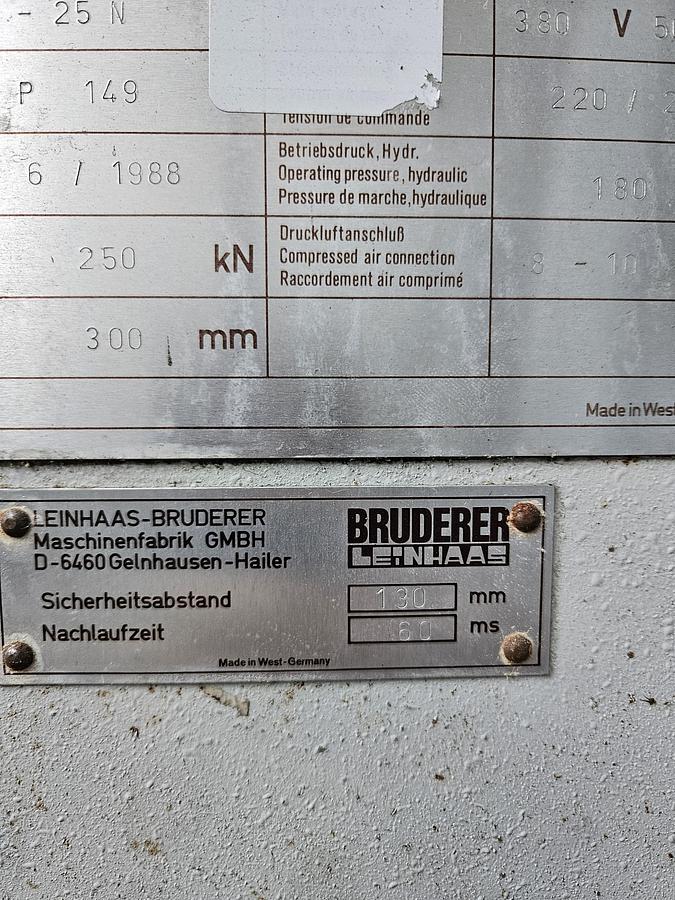 - 25 N
380 V 50
P 149
220 / 2
Tension de commande
6 / 1988
Betriebsdruck, Hydr.
Operating pressure, hydraulic
Pressure de marche, hydraulique
180
250 kN
Druckluftanschluß
Compressed air connection
Raccordement air comprimé
8 - 10
300 mm
Made in West
LEINHAAS-BRUDERER
Maschinenfabrik GMBH
D-6460 Gelnhausen-Hailer
BRUDERER
LEINHAAS
Sicherheitsabstand 130 mm
Nachlaufzeit 60 ms
Made in West-Germany